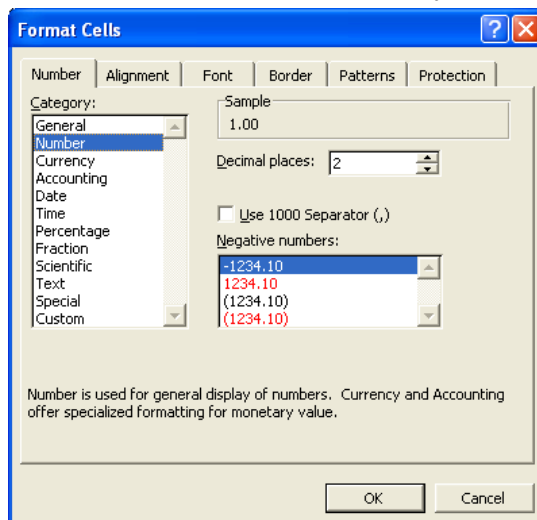 Format Cells
Number Alignment Font Border Patterns Protection
Category:
General
Number
Currency
Accounting
Date
Time
Percentage
Fraction
Scientific
Text
Special
Custom
Sample
1.00
Decimal places: 2
Use 1000 Separator (,)
Negative numbers:
-1234.10
1234.10
(1234.10)
(1234.10)
Number is used for general display of numbers. Currency and Accounting
offer specialized formatting for monetary value.
OK Cancel